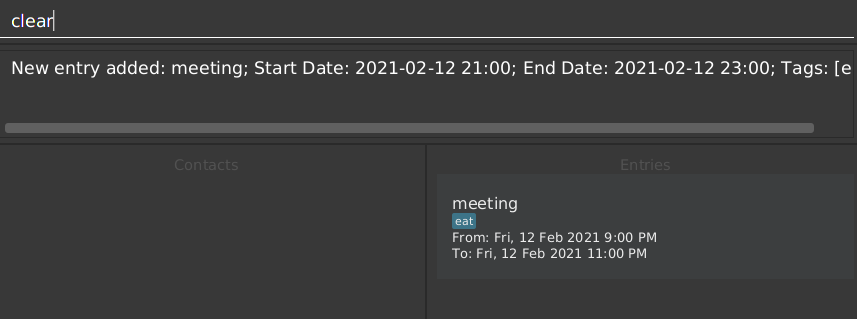 clear
New entry added: meeting; Start Date: 2021-02-12 21:00; End Date: 2021-02-12 23:00; Tags: [e
Contacts
Entries
meeting
eat
From: Fri, 12 Feb 2021 9:00 PM
To: Fri, 12 Feb 2021 11:00 PM